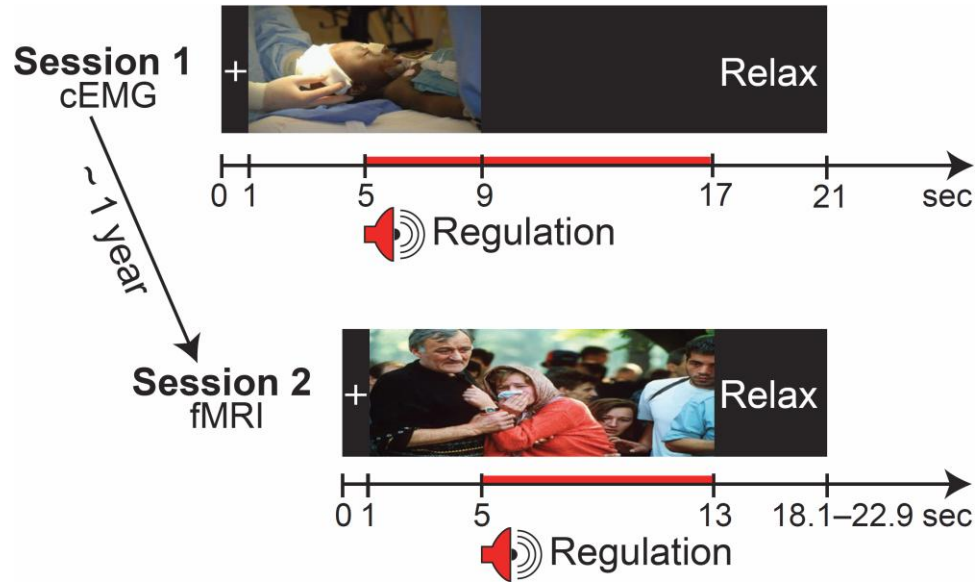 Session 1
cEMG
+
Relax
0 1 5 9 17 21 sec
Regulation
~ 1 year
Session 2
fMRI
+
Relax
0 1 5 13 18.1–22.9 sec
Regulation